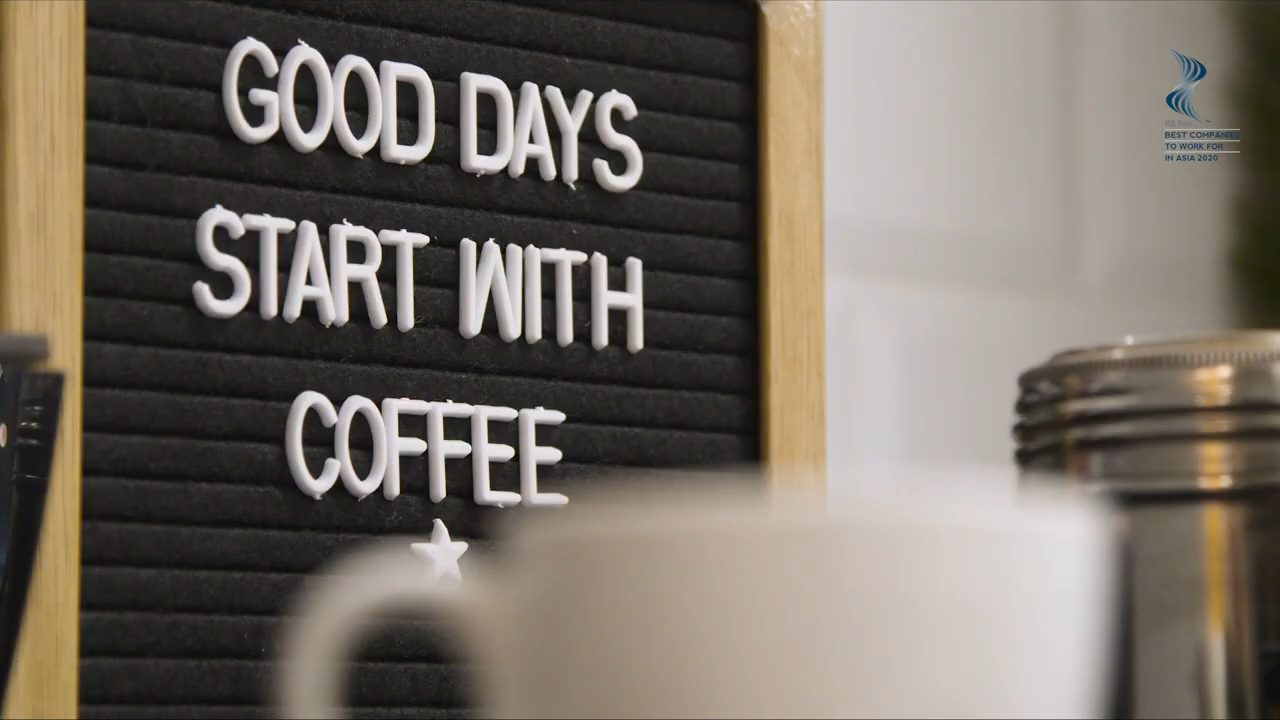 GOOD DAYS
START WITH
COFFEE
BEST COMPANIES
TO WORK FOR
IN ASIA 2020